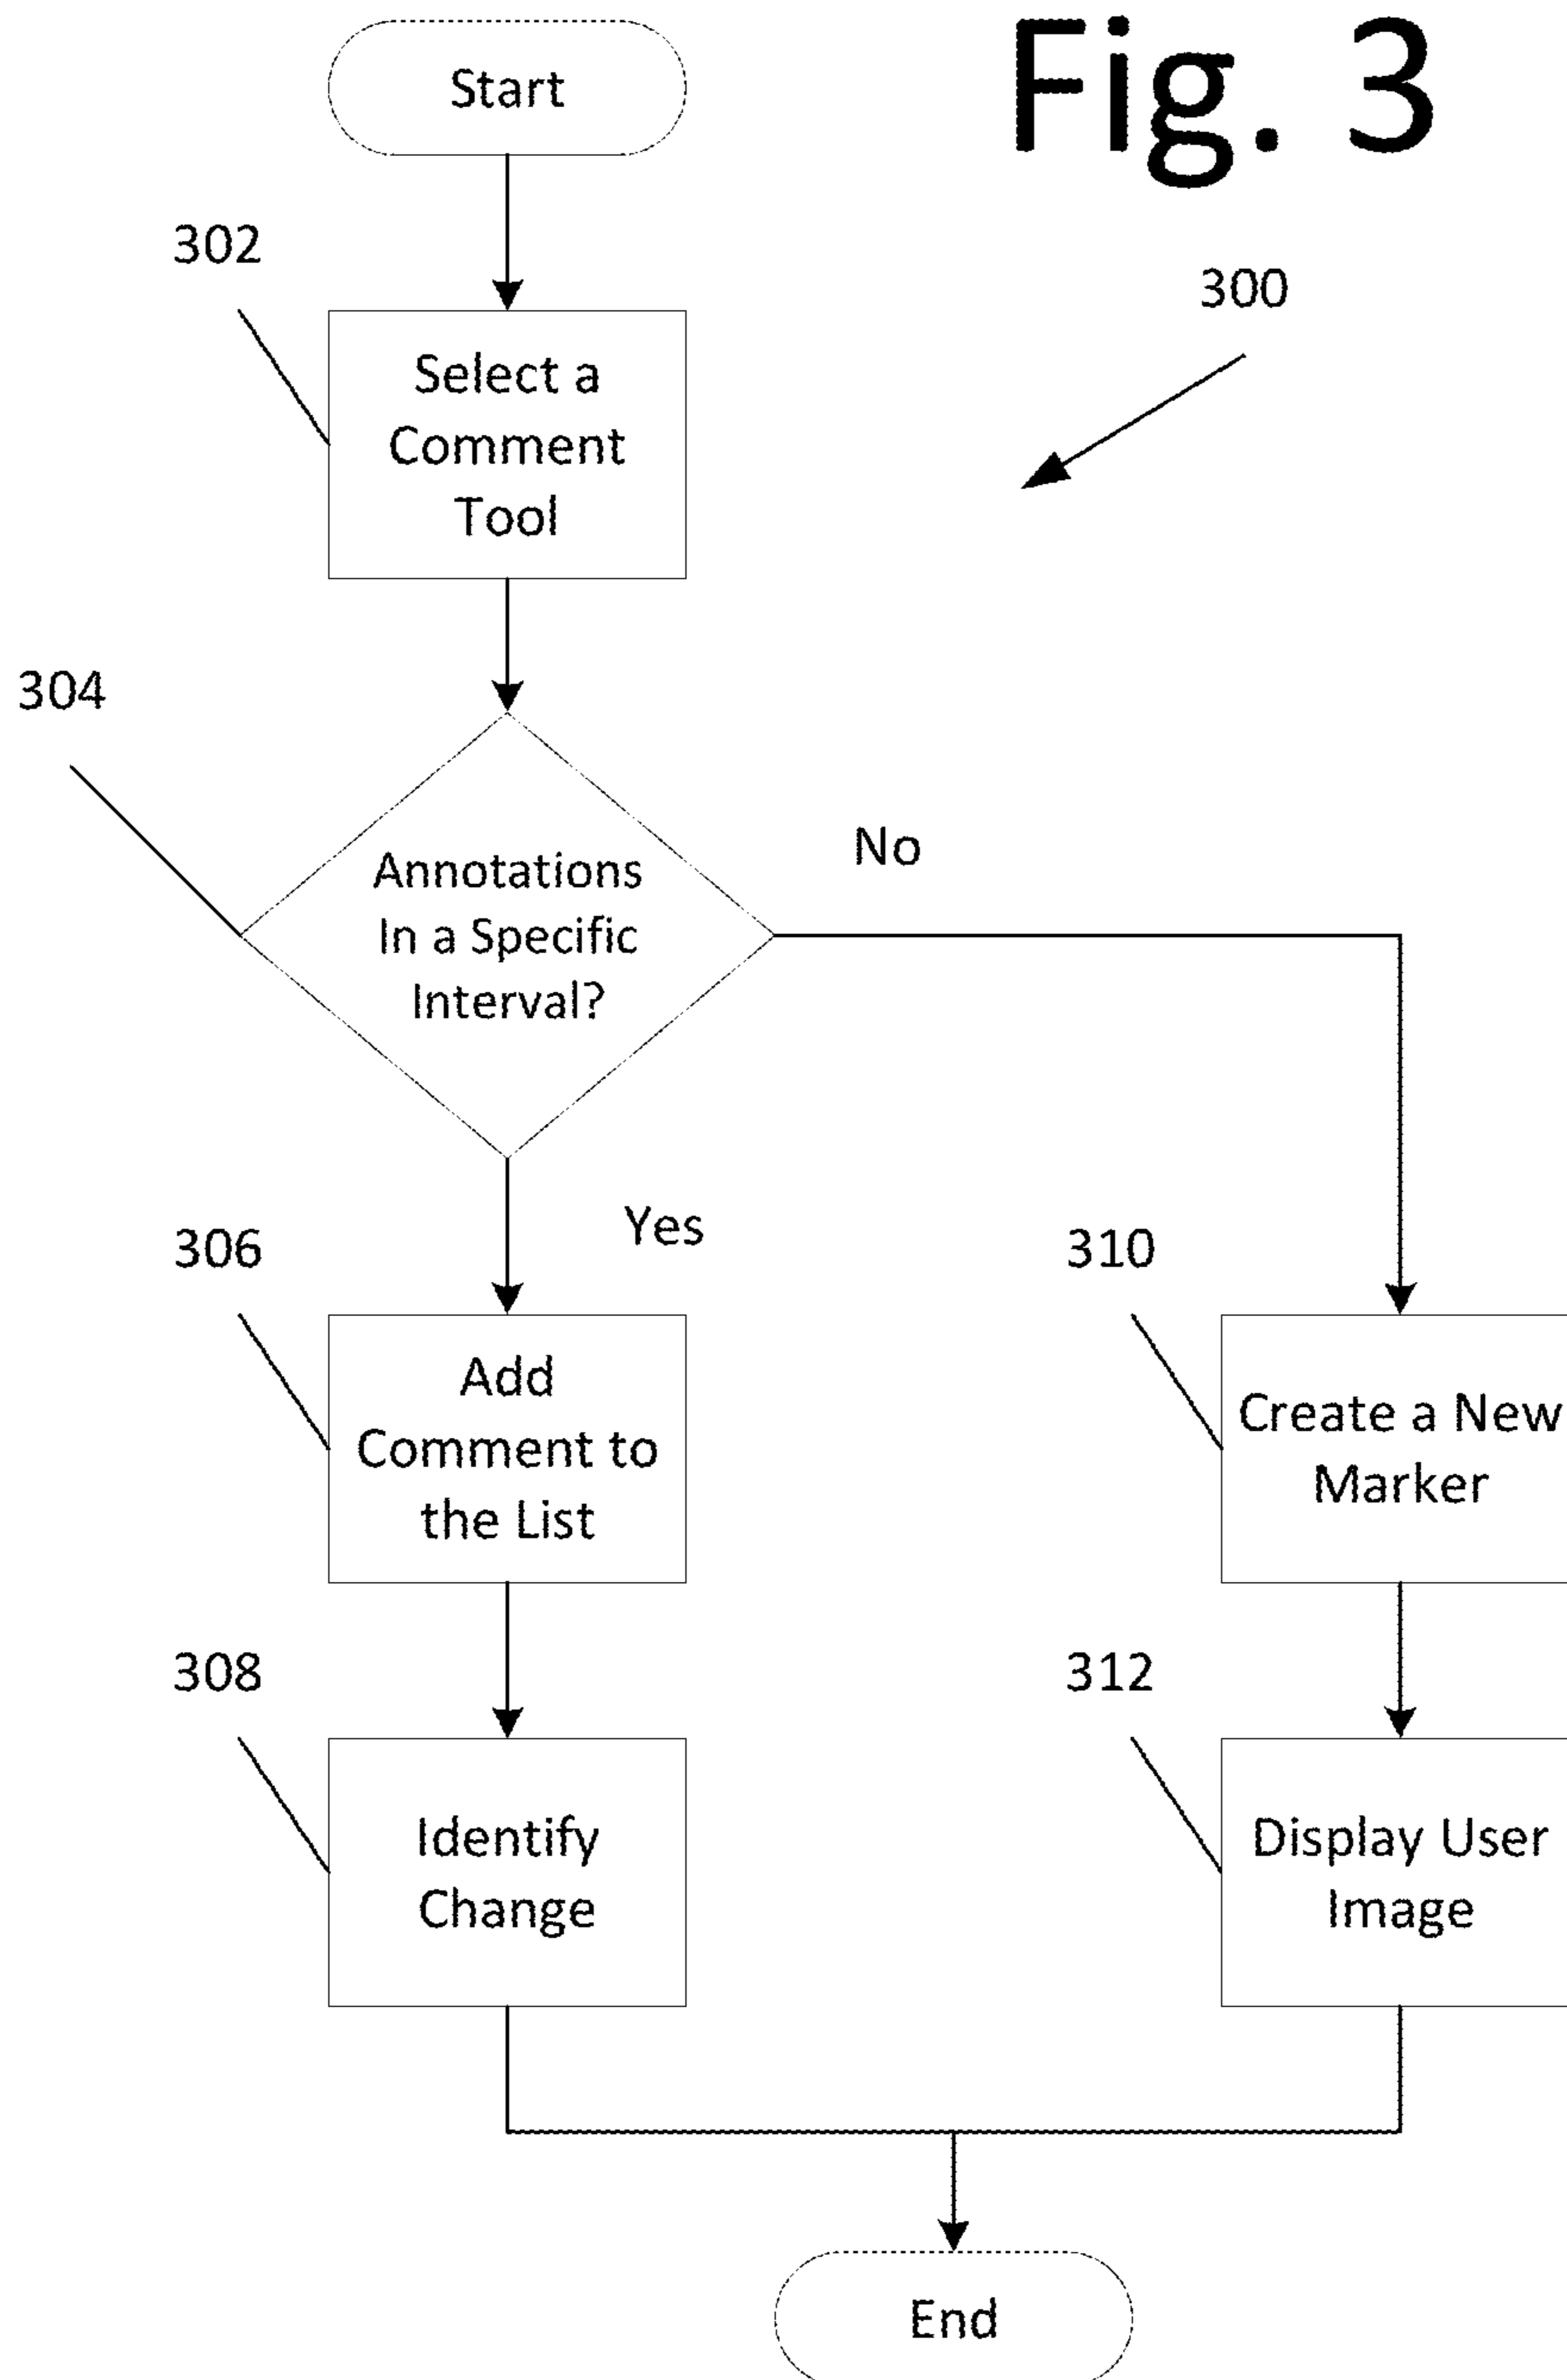 Fig. 3
Start
302
300
Select a
Comment
Tool
304
Annotations
In a Specific
Interval?
No
Yes
306
310
Add
Comment to
the List
Create a New
Marker
308
312
Identify
Change
Display User
Image
End